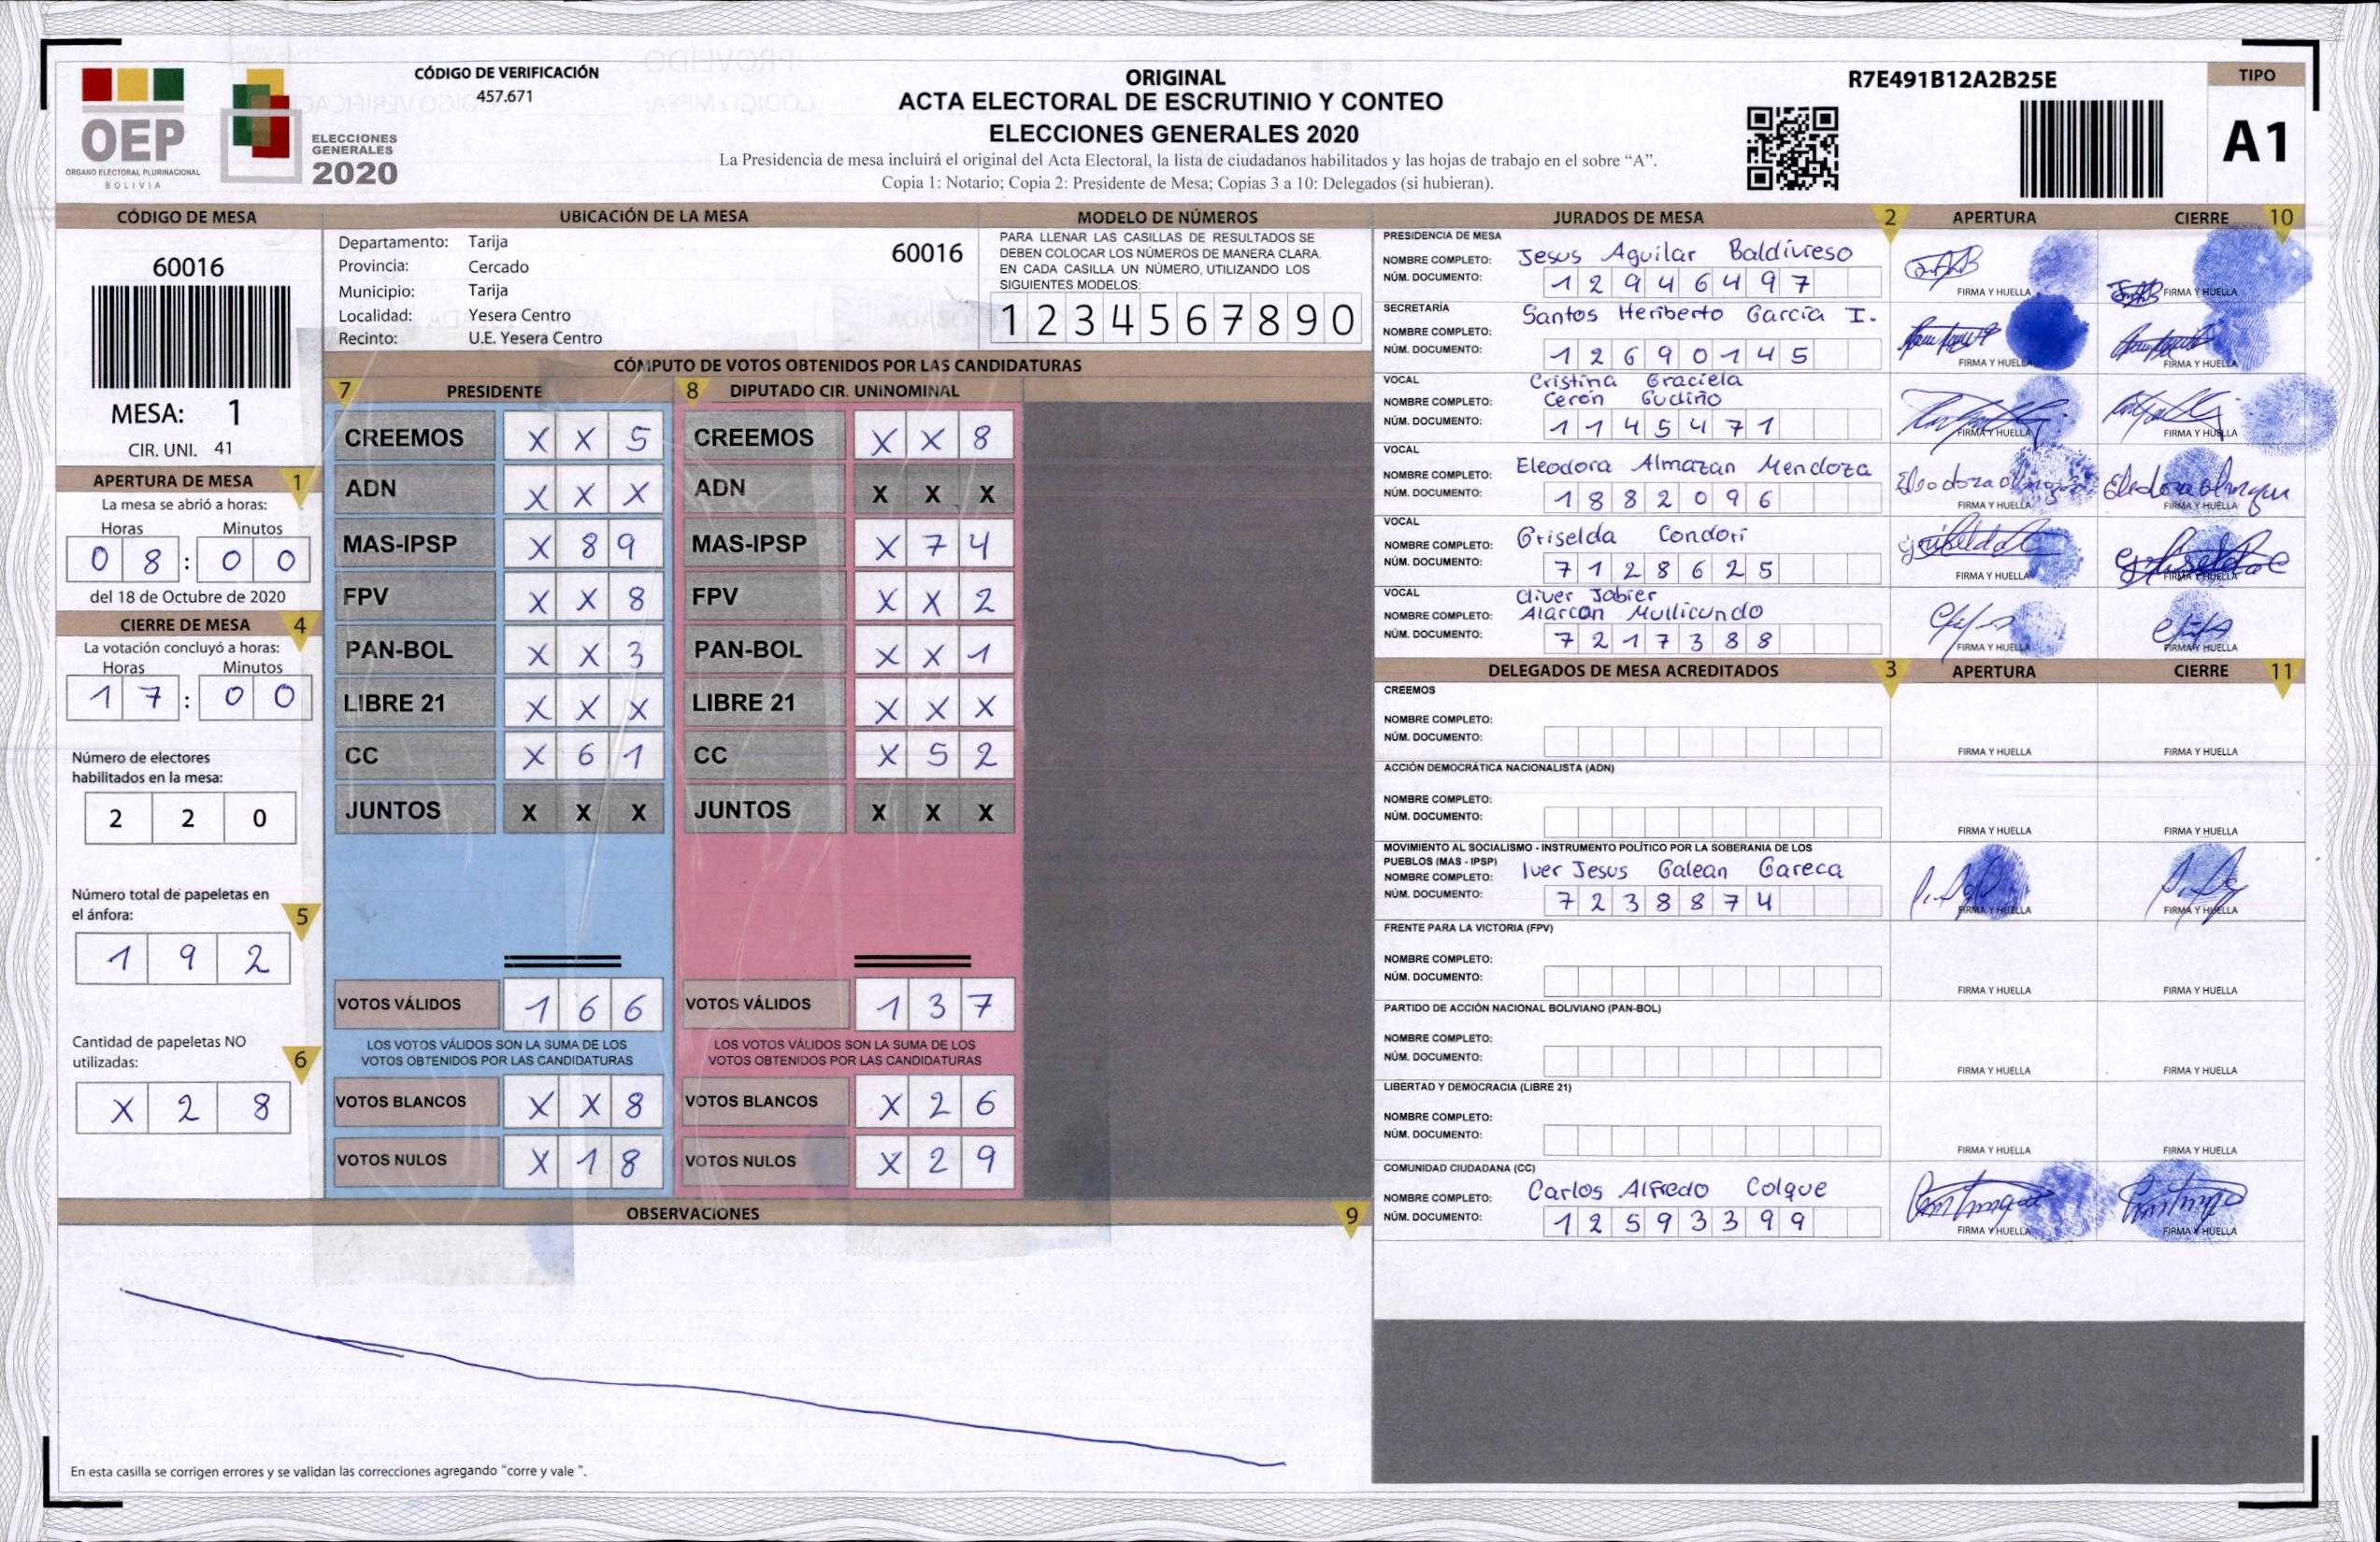 CÓDIGO DE VERIFICACIÓN
457.671
OEP
ÓRGANO ELECTORAL PLURINACIONAL
BOLIVIA
ELECCIONES
GENERALES
2020
ORIGINAL
ACTA ELECTORAL DE ESCRUTINIO Y CONTEO
ELECCIONES GENERALES 2020
La Presidencia de mesa incluirá el original del Acta Electoral, la lista de ciudadanos habilitados y las hojas de trabajo en el sobre “A”.
Copia 1: Notario; Copia 2: Presidente de Mesa; Copias 3 a 10: Delegados (si hubieran).
R7E491B12A2B25E
TIPO
A1
CÓDIGO DE MESA
60016
MESA: 1
CIR. UNI. 41
APERTURA DE MESA 1
La mesa se abrió a horas:
Horas Minutos
0 8 : 0 0
del 18 de Octubre de 2020
CIERRE DE MESA 4
La votación concluyó a horas:
Horas Minutos
1 7 : 0 0
Número de electores
habilitados en la mesa:
2 2 0
Número total de papeletas en
el ánfora: 5
1 9 2
Cantidad de papeletas NO
utilizadas: 6
X 2 8
UBICACIÓN DE LA MESA
Departamento: Tarija
Provincia: Cercado
Municipio: Tarija
Localidad: Yesera Centro
Recinto: U.E. Yesera Centro
60016
MODELO DE NÚMEROS
PARA LLENAR LAS CASILLAS DE RESULTADOS SE
DEBEN COLOCAR LOS NÚMEROS DE MANERA CLARA.
EN CADA CASILLA UN NÚMERO, UTILIZANDO LOS
SIGUIENTES MODELOS:
1 2 3 4 5 6 7 8 9 0
CÓMPUTO DE VOTOS OBTENIDOS POR LAS CANDIDATURAS
7 PRESIDENTE
CREEMOS X X 5
ADN X X X
MAS-IPSP X 8 9
FPV X X 8
PAN-BOL X X 3
LIBRE 21 X X X
CC X 6 1
JUNTOS X X X
VOTOS VÁLIDOS 1 6 6
LOS VOTOS VÁLIDOS SON LA SUMA DE LOS
VOTOS OBTENIDOS POR LAS CANDIDATURAS
VOTOS BLANCOS X X 8
VOTOS NULOS X 1 8
8 DIPUTADO CIR. UNINOMINAL
CREEMOS X X 8
ADN X X X
MAS-IPSP X 7 4
FPV X X 2
PAN-BOL X X 1
LIBRE 21 X X X
CC X 5 2
JUNTOS X X X
VOTOS VÁLIDOS 1 3 7
LOS VOTOS VÁLIDOS SON LA SUMA DE LOS
VOTOS OBTENIDOS POR LAS CANDIDATURAS
VOTOS BLANCOS X 2 6
VOTOS NULOS X 2 9
OBSERVACIONES 9
En esta casilla se corrigen errores y se validan las correcciones agregando “corre y vale ”.
JURADOS DE MESA 2 APERTURA CIERRE 10
PRESIDENCIA DE MESA
NOMBRE COMPLETO: Jesus Aguilar Baldivieso
NÚM. DOCUMENTO: 1 2 9 4 6 4 9 7
FIRMA Y HUELLA FIRMA Y HUELLA
SECRETARÍA
NOMBRE COMPLETO: Santos Heriberto García I.
NÚM. DOCUMENTO: 1 2 6 9 0 1 4 5
FIRMA Y HUELLA FIRMA Y HUELLA
VOCAL
Cristina Graciela
NOMBRE COMPLETO: Cerón Gudiño
NÚM. DOCUMENTO: 1 1 4 5 4 7 1
FIRMA Y HUELLA FIRMA Y HUELLA
VOCAL
NOMBRE COMPLETO: Eleodora Almazan Mendoza
NÚM. DOCUMENTO: 1 8 8 2 0 9 6
FIRMA Y HUELLA FIRMA Y HUELLA
VOCAL
NOMBRE COMPLETO: Griselda Condori
NÚM. DOCUMENTO: 7 1 2 8 6 2 5
FIRMA Y HUELLA FIRMA Y HUELLA
VOCAL
Cliver Jabier
NOMBRE COMPLETO: Alarcon Mullicundo
NÚM. DOCUMENTO: 7 2 1 7 3 8 8
FIRMA Y HUELLA FIRMA Y HUELLA
DELEGADOS DE MESA ACREDITADOS 3 APERTURA CIERRE 11
CREEMOS
NOMBRE COMPLETO:
NÚM. DOCUMENTO:
FIRMA Y HUELLA FIRMA Y HUELLA
ACCIÓN DEMOCRÁTICA NACIONALISTA (ADN)
NOMBRE COMPLETO:
NÚM. DOCUMENTO:
FIRMA Y HUELLA FIRMA Y HUELLA
MOVIMIENTO AL SOCIALISMO - INSTRUMENTO POLÍTICO POR LA SOBERANIA DE LOS
PUEBLOS (MAS - IPSP)
NOMBRE COMPLETO: Iver Jesus Galean Gareca
NÚM. DOCUMENTO: 7 2 3 8 8 7 4
FIRMA Y HUELLA FIRMA Y HUELLA
FRENTE PARA LA VICTORIA (FPV)
NOMBRE COMPLETO:
NÚM. DOCUMENTO:
FIRMA Y HUELLA FIRMA Y HUELLA
PARTIDO DE ACCIÓN NACIONAL BOLIVIANO (PAN-BOL)
NOMBRE COMPLETO:
NÚM. DOCUMENTO:
FIRMA Y HUELLA FIRMA Y HUELLA
LIBERTAD Y DEMOCRACIA (LIBRE 21)
NOMBRE COMPLETO:
NÚM. DOCUMENTO:
FIRMA Y HUELLA FIRMA Y HUELLA
COMUNIDAD CIUDADANA (CC)
NOMBRE COMPLETO: Carlos Alfredo Colque
NÚM. DOCUMENTO: 1 2 5 9 3 3 9 9
FIRMA Y HUELLA FIRMA Y HUELLA